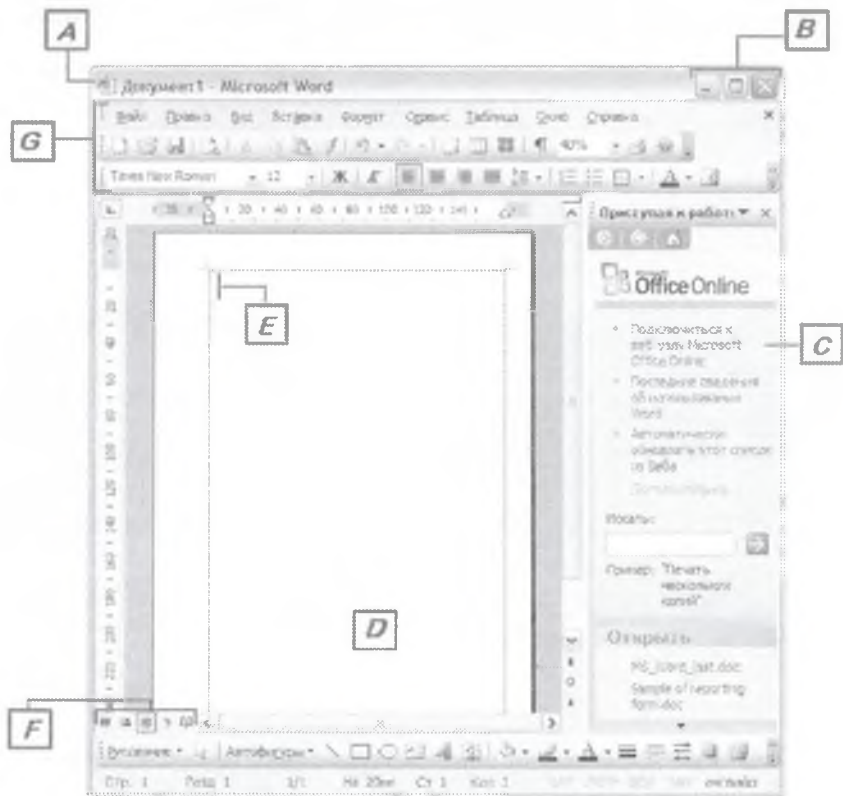 A
B
Документ1 - Microsoft Word
Файл Правка Вид Вставка Формат Сервис Таблица Окно Справка
G
40%
Times New Roman 12 Ж К
Приступая к работе
Office Online
E
Подключиться к веб-узлу Microsoft Office Online
C
Последние сведения об использовании Word
Автоматически обновлять этот список из Веба
Искать:
Пример: "Печать нескольких копий"
D
Открыть
Sample of reporting form.doc
F
Рисование Автофигуры
Стр. 1 Разд 1 1/1 На 20мм Ст 1 Кол 1